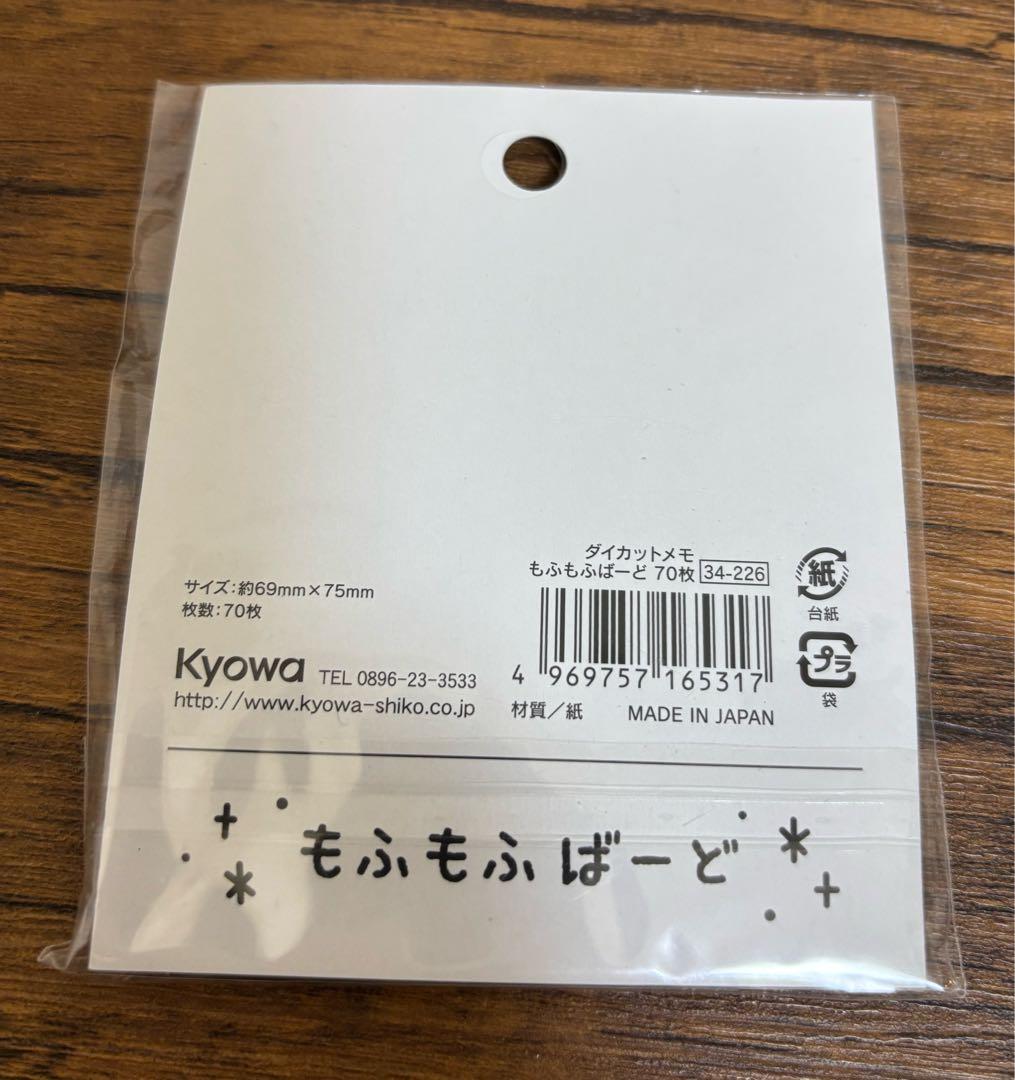 ダイカットメモ
もふもふばーど 70枚 34-226
サイズ:約69mm×75mm
枚数:70枚
紙
台紙
プラ
袋
4 969757 165317
Kyowa TEL 0896-23-3533
http://www.kyowa-shiko.co.jp
材質/紙 MADE IN JAPAN
もふもふばーど